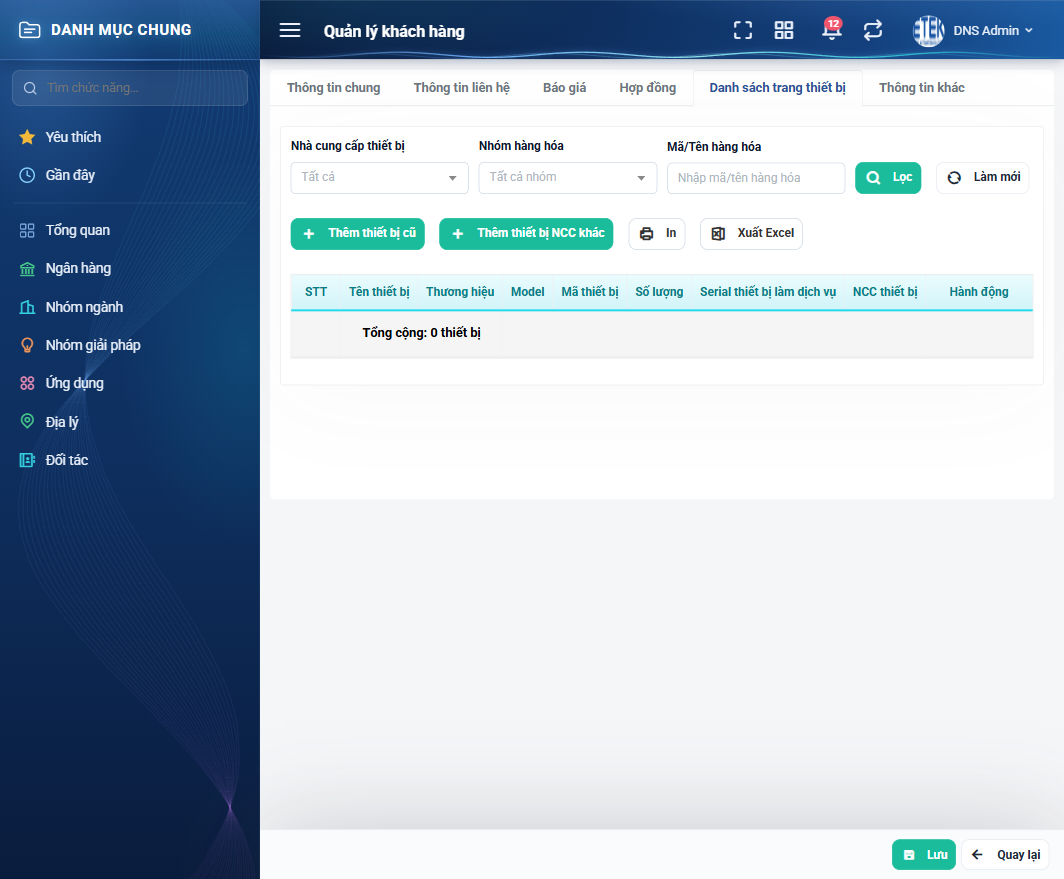 DANH MỤC CHUNG
Quản lý khách hàng
12
DNS Admin
Tìm chức năng...
Yêu thích
Gần đây
Tổng quan
Ngân hàng
Nhóm ngành
Nhóm giải pháp
Ứng dụng
Địa lý
Đối tác
Thông tin chung
Thông tin liên hệ
Báo giá
Hợp đồng
Danh sách trang thiết bị
Thông tin khác
Nhà cung cấp thiết bị
Nhóm hàng hóa
Mã/Tên hàng hóa
Tất cả
Tất cả nhóm
Nhập mã/tên hàng hóa
Lọc
Làm mới
Thêm thiết bị cũ
Thêm thiết bị NCC khác
In
Xuất Excel
STT
Tên thiết bị
Thương hiệu
Model
Mã thiết bị
Số lượng
Serial thiết bị làm dịch vụ
NCC thiết bị
Hành động
Tổng cộng: 0 thiết bị
Lưu
Quay lại